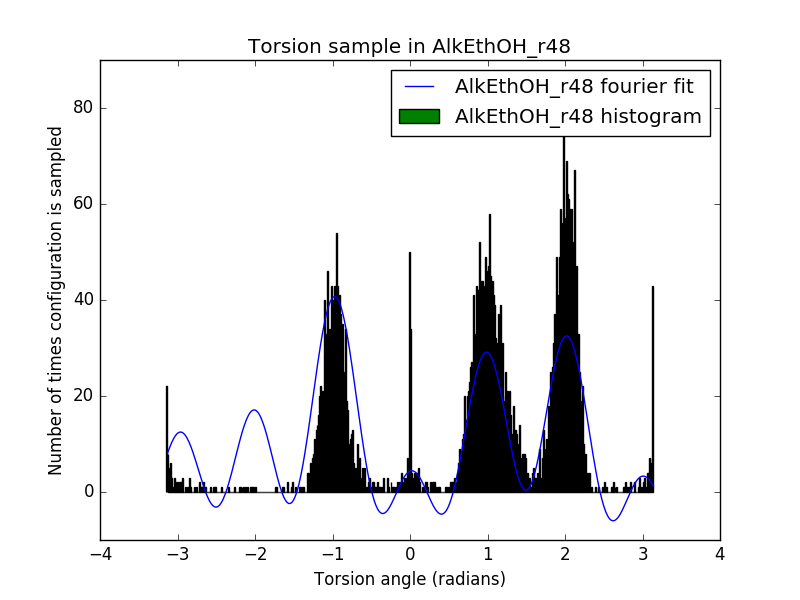 Torsion sample in AlkEthOH_r48
AlkEthOH_r48 fourier fit
AlkEthOH_r48 histogram
Number of times configuration is sampled
80
60
40
20
0
−4 −3 −2 −1 0 1 2 3 4
Torsion angle (radians)